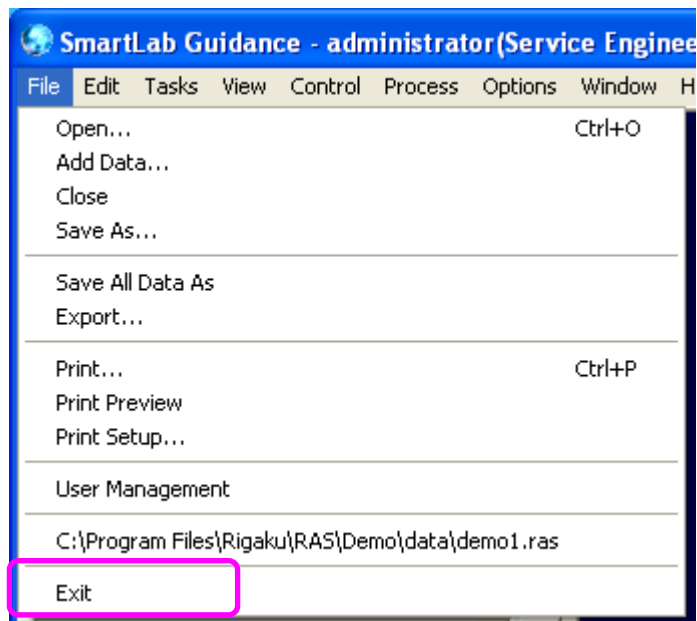 SmartLab Guidance - administrator(Service Enginee
File Edit Tasks View Control Process Options Window H
Open... Ctrl+O
Add Data...
Close
Save As...
Save All Data As
Export...
Print... Ctrl+P
Print Preview
Print Setup...
User Management
C:\Program Files\Rigaku\RAS\Demo\data\demo1.ras
Exit